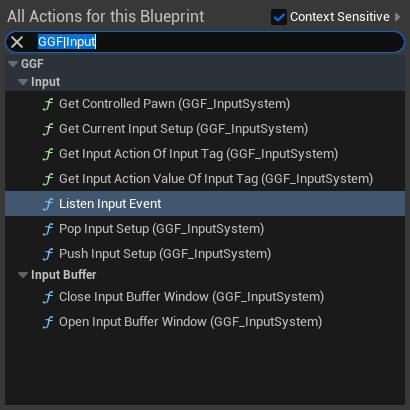 All Actions for this Blueprint
Context Sensitive
GGF|Input
GGF
Input
Get Controlled Pawn (GGF_InputSystem)
Get Current Input Setup (GGF_InputSystem)
Get Input Action Of Input Tag (GGF_InputSystem)
Get Input Action Value Of Input Tag (GGF_InputSystem)
Listen Input Event
Pop Input Setup (GGF_InputSystem)
Push Input Setup (GGF_InputSystem)
Input Buffer
Close Input Buffer Window (GGF_InputSystem)
Open Input Buffer Window (GGF_InputSystem)